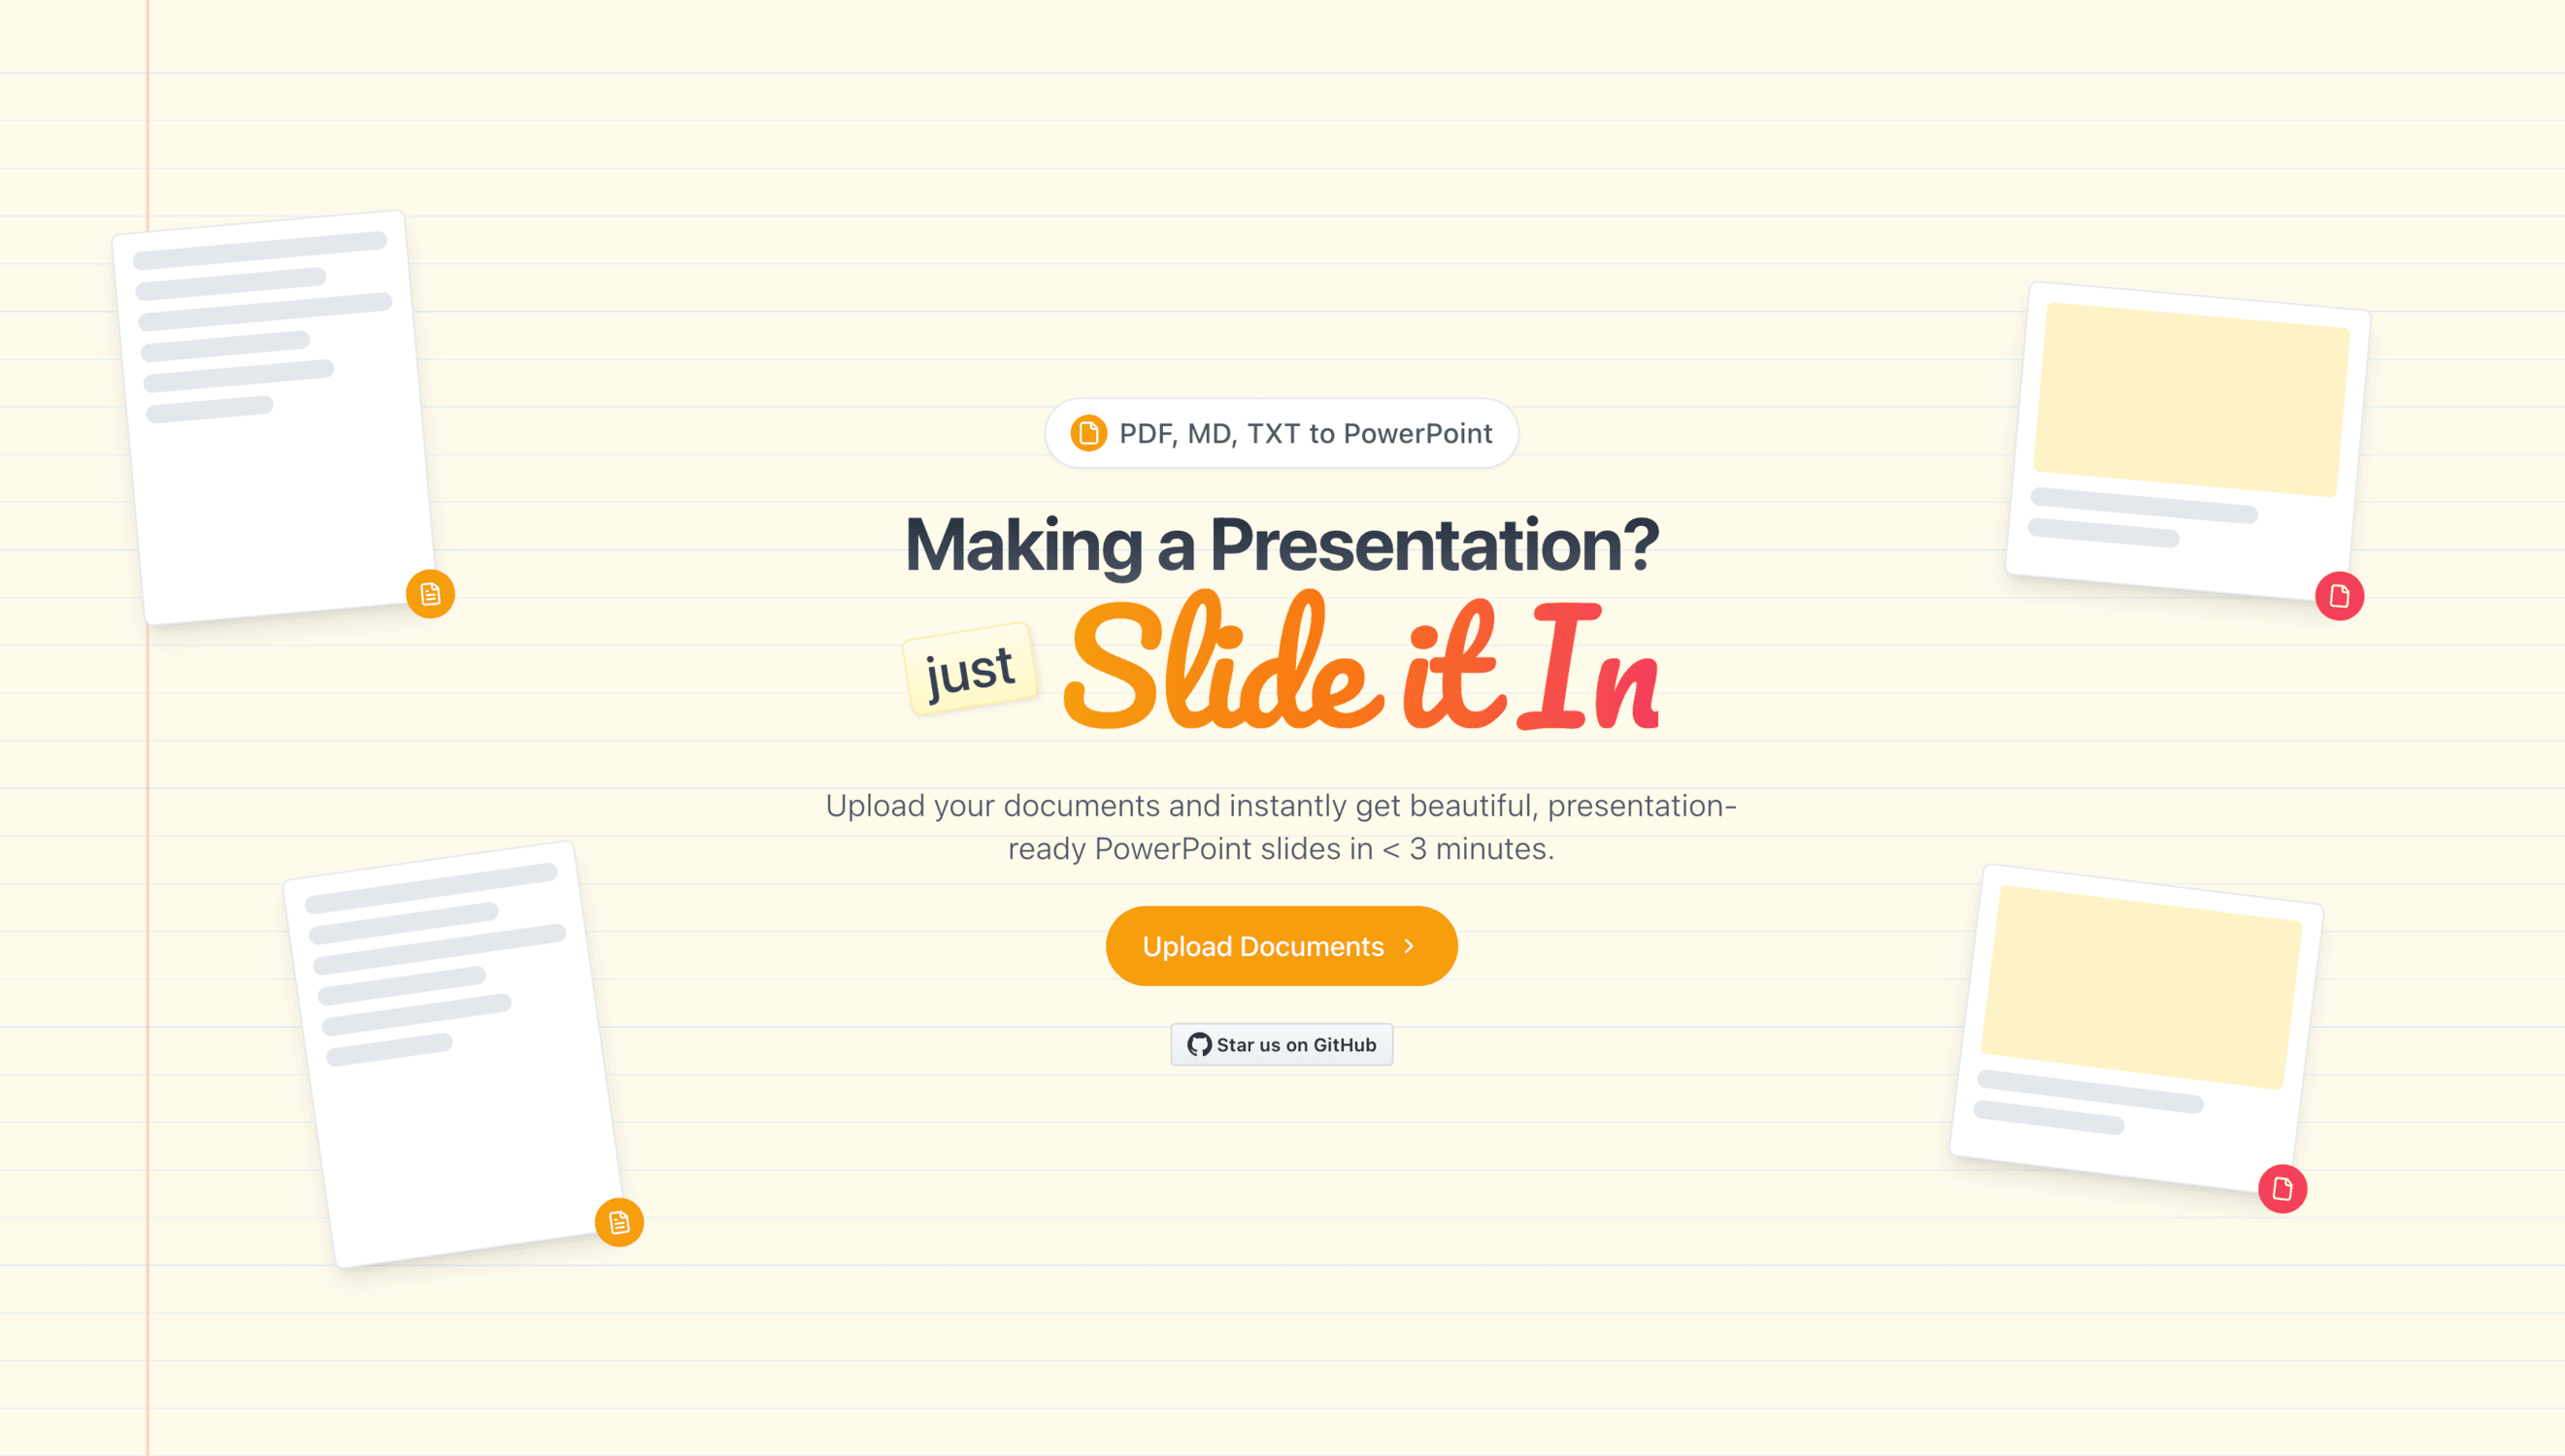 PDF, MD, TXT to PowerPoint
Making a Presentation?
just Slide it In
Upload your documents and instantly get beautiful, presentation-
ready PowerPoint slides in < 3 minutes.
Upload Documents
Star us on GitHub